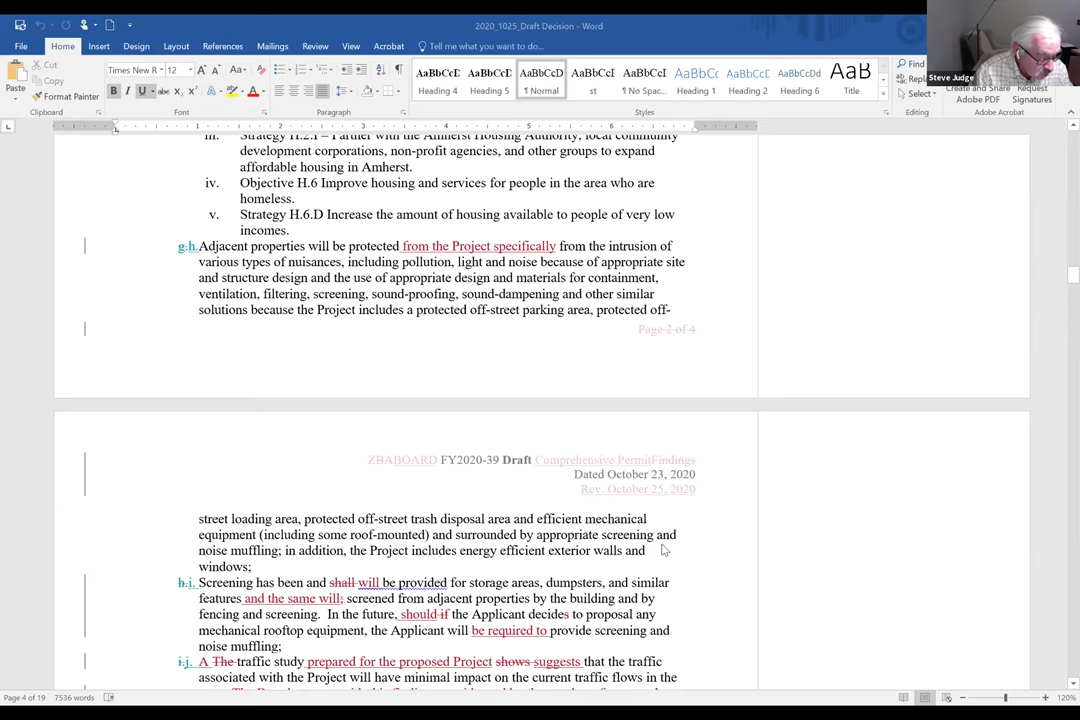 2020_1025_Draft Decision - Word
File Home Insert Design Layout References Mailings Review View Acrobat Tell me what you want to do...
Steve Judge
Paste
Cut
Copy
Format Painter
Clipboard
Times New R 12
Font
Paragraph
AaBbCcD AaBbCcD AaBbCcD AaBbCcI AaBbCcI AaBbCcD AaBbCcD AaBbCcDd AaB
Heading 4 Heading 5 ¶ Normal st ¶ No Spac... Heading 1 Heading 2 Heading 6 Title
Styles
Find
Replace
Select
Editing
Create and Share
Adobe PDF
Request
Signatures
Adobe Acrobat
iii. Strategy H.2.I – Partner with the Amherst Housing Authority, local community
development corporations, non-profit agencies, and other groups to expand
affordable housing in Amherst.
iv. Objective H.6 Improve housing and services for people in the area who are
homeless.
v. Strategy H.6.D Increase the amount of housing available to people of very low
incomes.
g.h. Adjacent properties will be protected from the Project specifically from the intrusion of
various types of nuisances, including pollution, light and noise because of appropriate site
and structure design and the use of appropriate design and materials for containment,
ventilation, filtering, screening, sound-proofing, sound-dampening and other similar
solutions because the Project includes a protected off-street parking area, protected off-
Page 2 of 4
ZBABOARD FY2020-39 Draft Comprehensive PermitFindings
Dated October 23, 2020
Rev. October 25, 2020
street loading area, protected off-street trash disposal area and efficient mechanical
equipment (including some roof-mounted) and surrounded by appropriate screening and
noise muffling; in addition, the Project includes energy efficient exterior walls and
windows;
h.i. Screening has been and shall will be provided for storage areas, dumpsters, and similar
features and the same will; screened from adjacent properties by the building and by
fencing and screening. In the future, should if the Applicant decides to proposal any
mechanical rooftop equipment, the Applicant will be required to provide screening and
noise muffling;
i.j. A The traffic study prepared for the proposed Project shows suggests that the traffic
associated with the Project will have minimal impact on the current traffic flows in the
Page 4 of 19 7536 words
120%